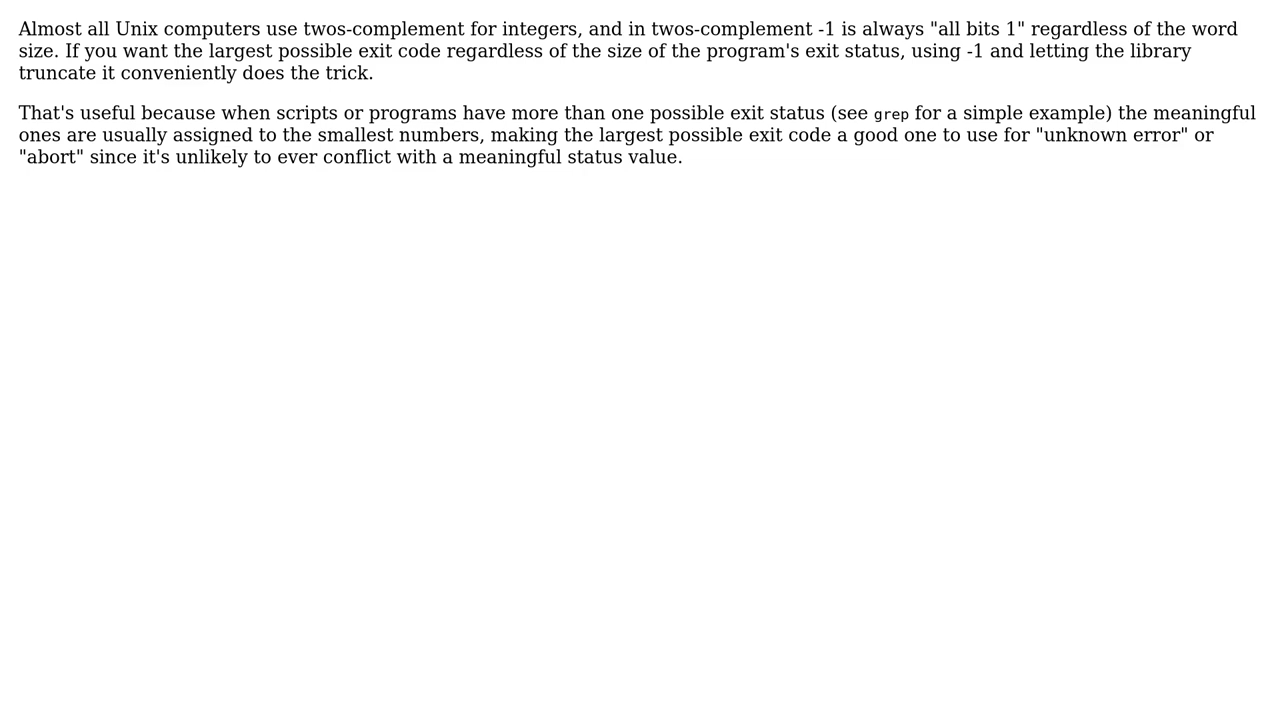 Almost all Unix computers use twos-complement for integers, and in twos-complement -1 is always "all bits 1" regardless of the word
size. If you want the largest possible exit code regardless of the size of the program's exit status, using -1 and letting the library
truncate it conveniently does the trick.
That's useful because when scripts or programs have more than one possible exit status (see grep for a simple example) the meaningful
ones are usually assigned to the smallest numbers, making the largest possible exit code a good one to use for "unknown error" or
"abort" since it's unlikely to ever conflict with a meaningful status value.